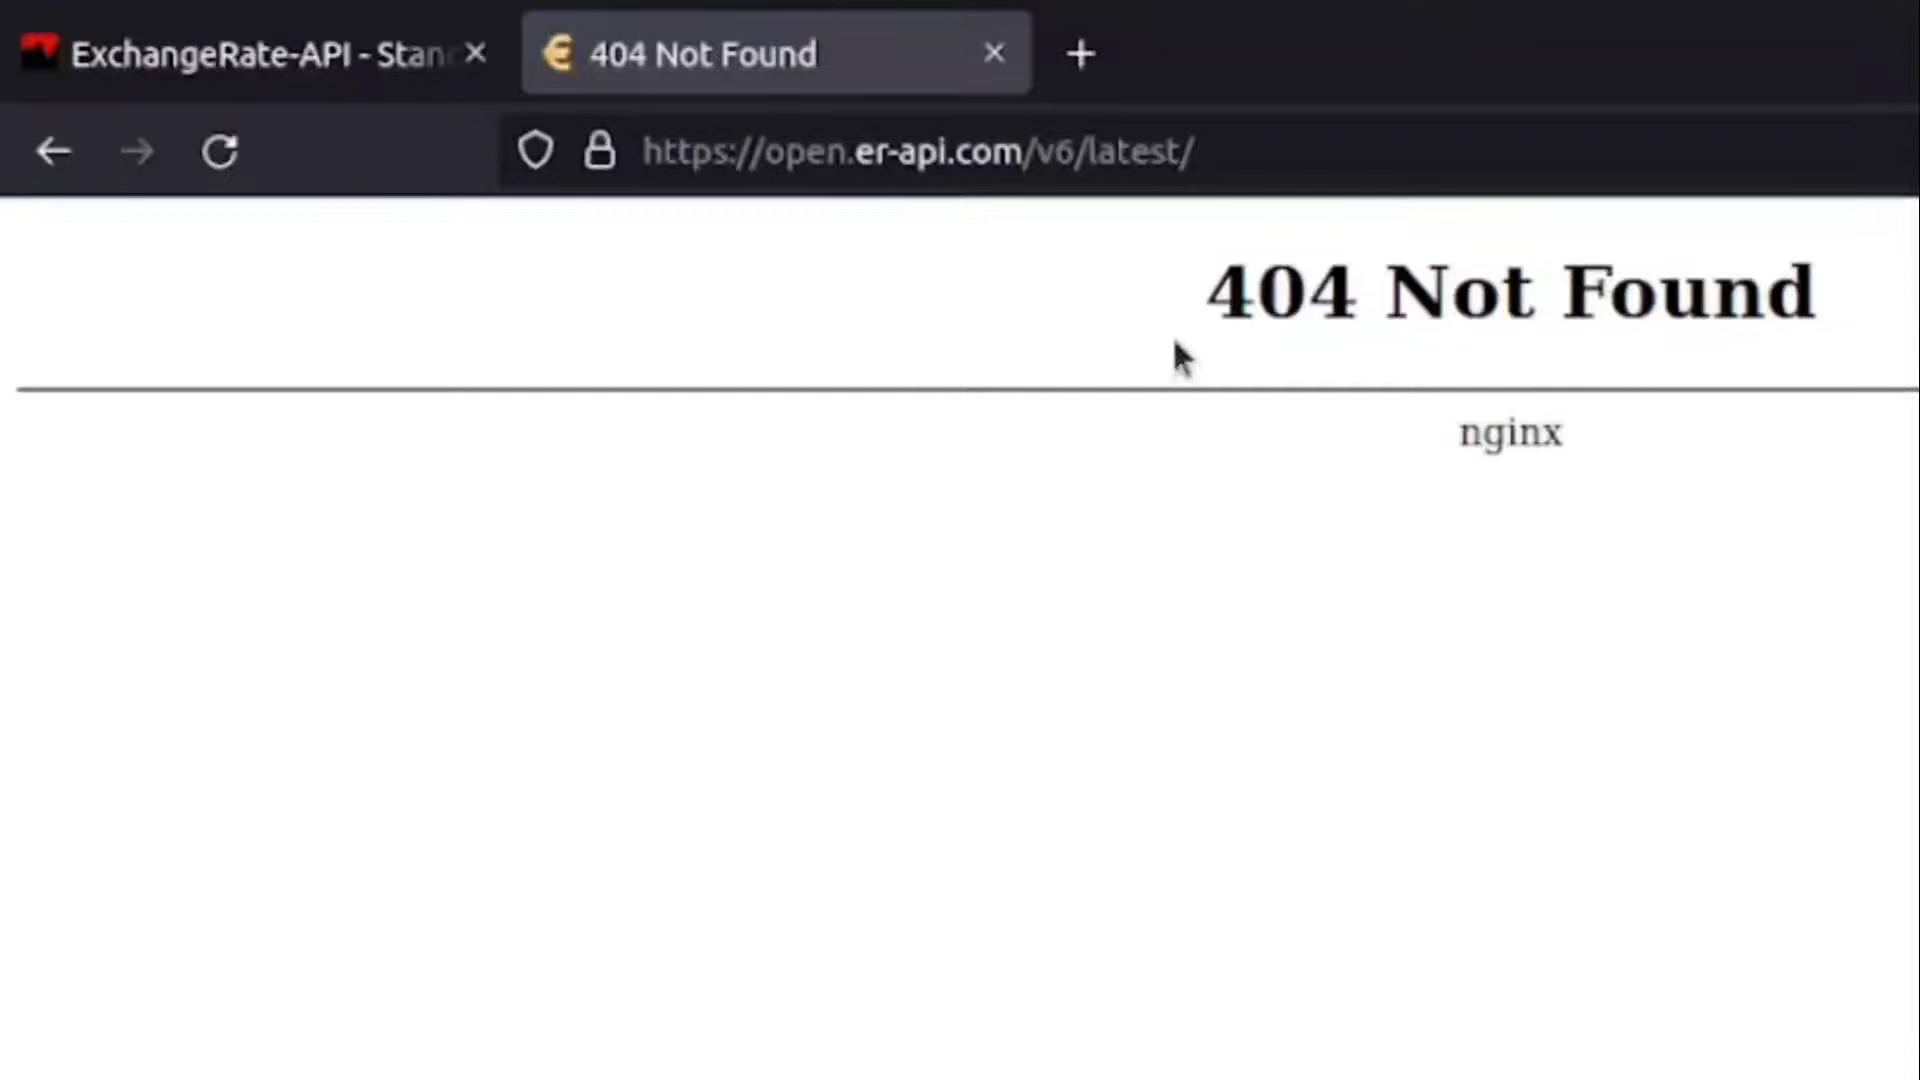 ExchangeRate-API - Stan
404 Not Found
https://open.er-api.com/v6/latest/
404 Not Found
nginx